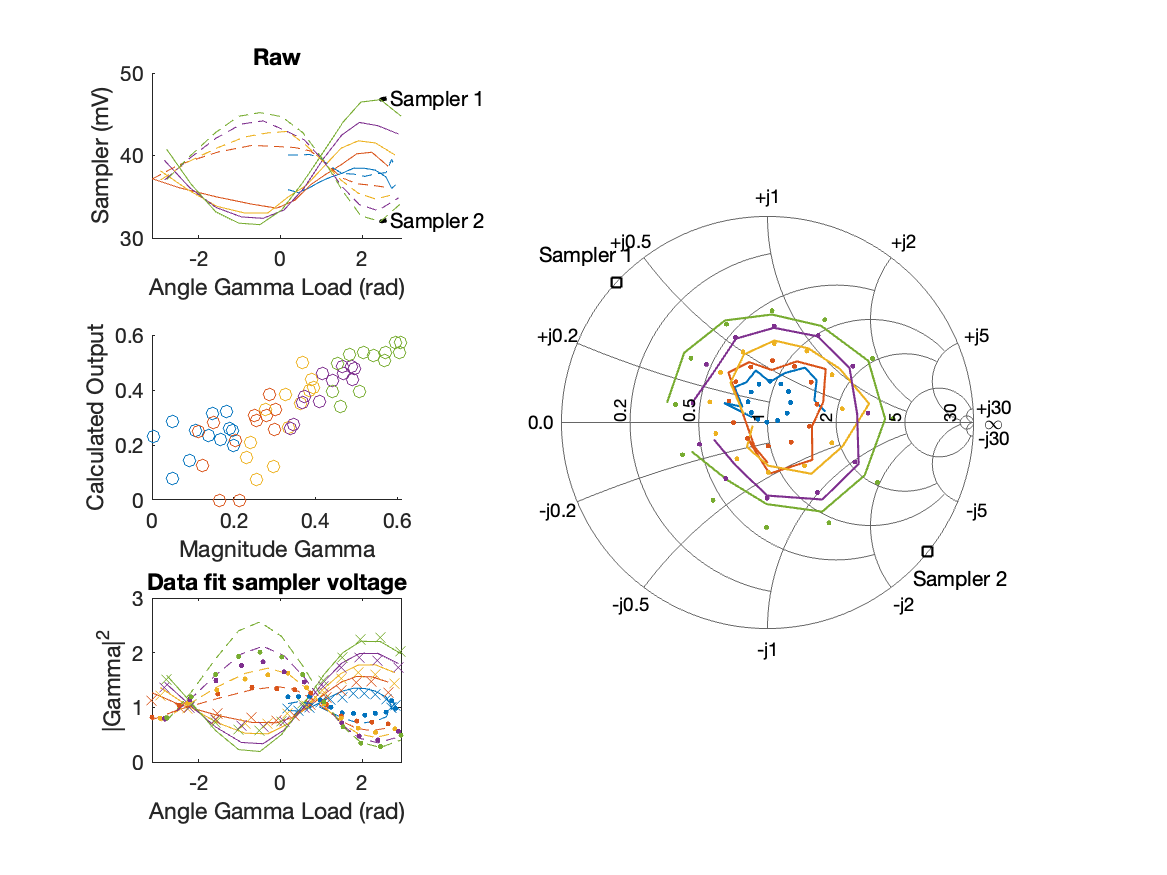 Raw
50
40
30
Sampler (mV)
Sampler 1
Sampler 2
-2 0 2
Angle Gamma Load (rad)
0.6
0.4
0.2
0
Calculated Output
0 0.2 0.4 0.6
Magnitude Gamma
Data fit sampler voltage
3
2
1
0
|Gamma|2
-2 0 2
Angle Gamma Load (rad)
+j1
+j0.5
+j2
Sampler 1
+j0.2
+j5
0.0
0.2
0.5
1
2
5
30
+j30
∞
-j30
-j0.2
-j5
Sampler 2
-j0.5
-j2
-j1